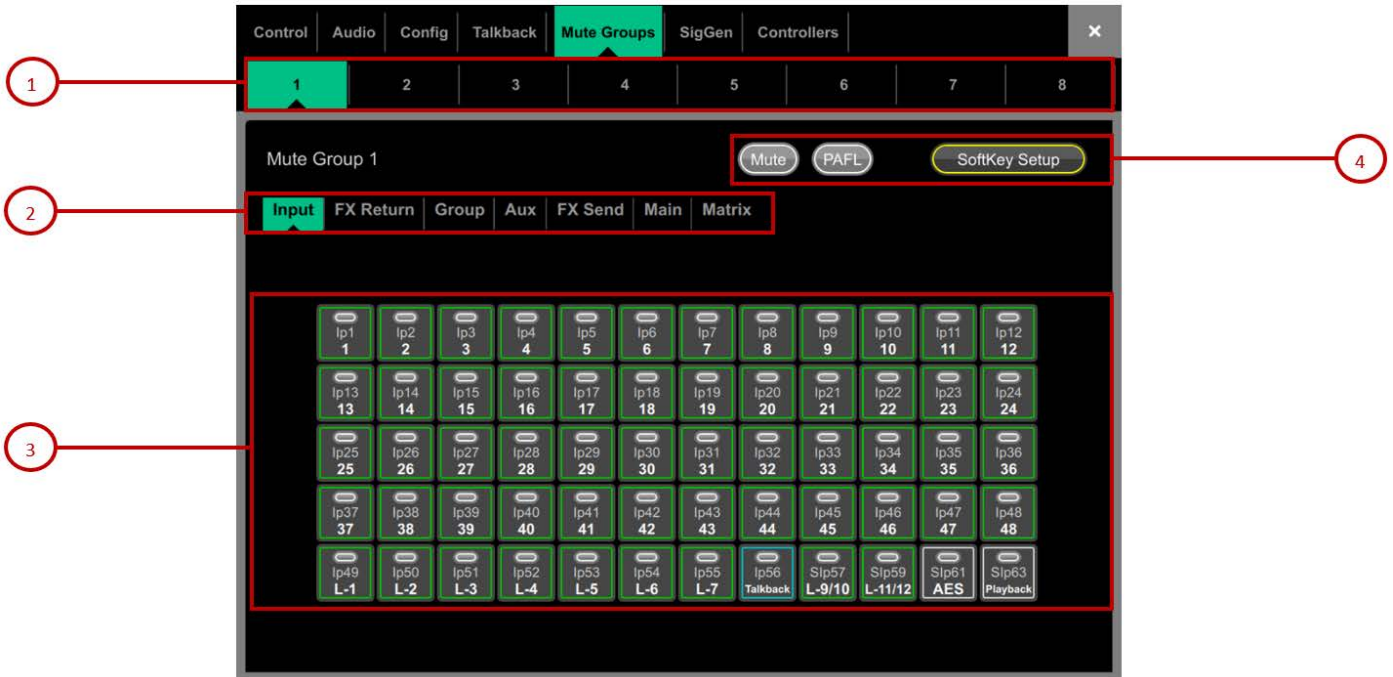 Control Audio Config Talkback Mute Groups SigGen Controllers ×
1 1 2 3 4 5 6 7 8
Mute Group 1 Mute PAFL SoftKey Setup 4
2 Input FX Return Group Aux FX Send Main Matrix
Ip1 Ip2 Ip3 Ip4 Ip5 Ip6 Ip7 Ip8 Ip9 Ip10 Ip11 Ip12
1 2 3 4 5 6 7 8 9 10 11 12
Ip13 Ip14 Ip15 Ip16 Ip17 Ip18 Ip19 Ip20 Ip21 Ip22 Ip23 Ip24
13 14 15 16 17 18 19 20 21 22 23 24
3 Ip25 Ip26 Ip27 Ip28 Ip29 Ip30 Ip31 Ip32 Ip33 Ip34 Ip35 Ip36
25 26 27 28 29 30 31 32 33 34 35 36
Ip37 Ip38 Ip39 Ip40 Ip41 Ip42 Ip43 Ip44 Ip45 Ip46 Ip47 Ip48
37 38 39 40 41 42 43 44 45 46 47 48
Ip49 Ip50 Ip51 Ip52 Ip53 Ip54 Ip55 Ip56 SIp57 SIp59 SIp61 SIp63
L-1 L-2 L-3 L-4 L-5 L-6 L-7 Talkback L-9/10 L-11/12 AES Playback